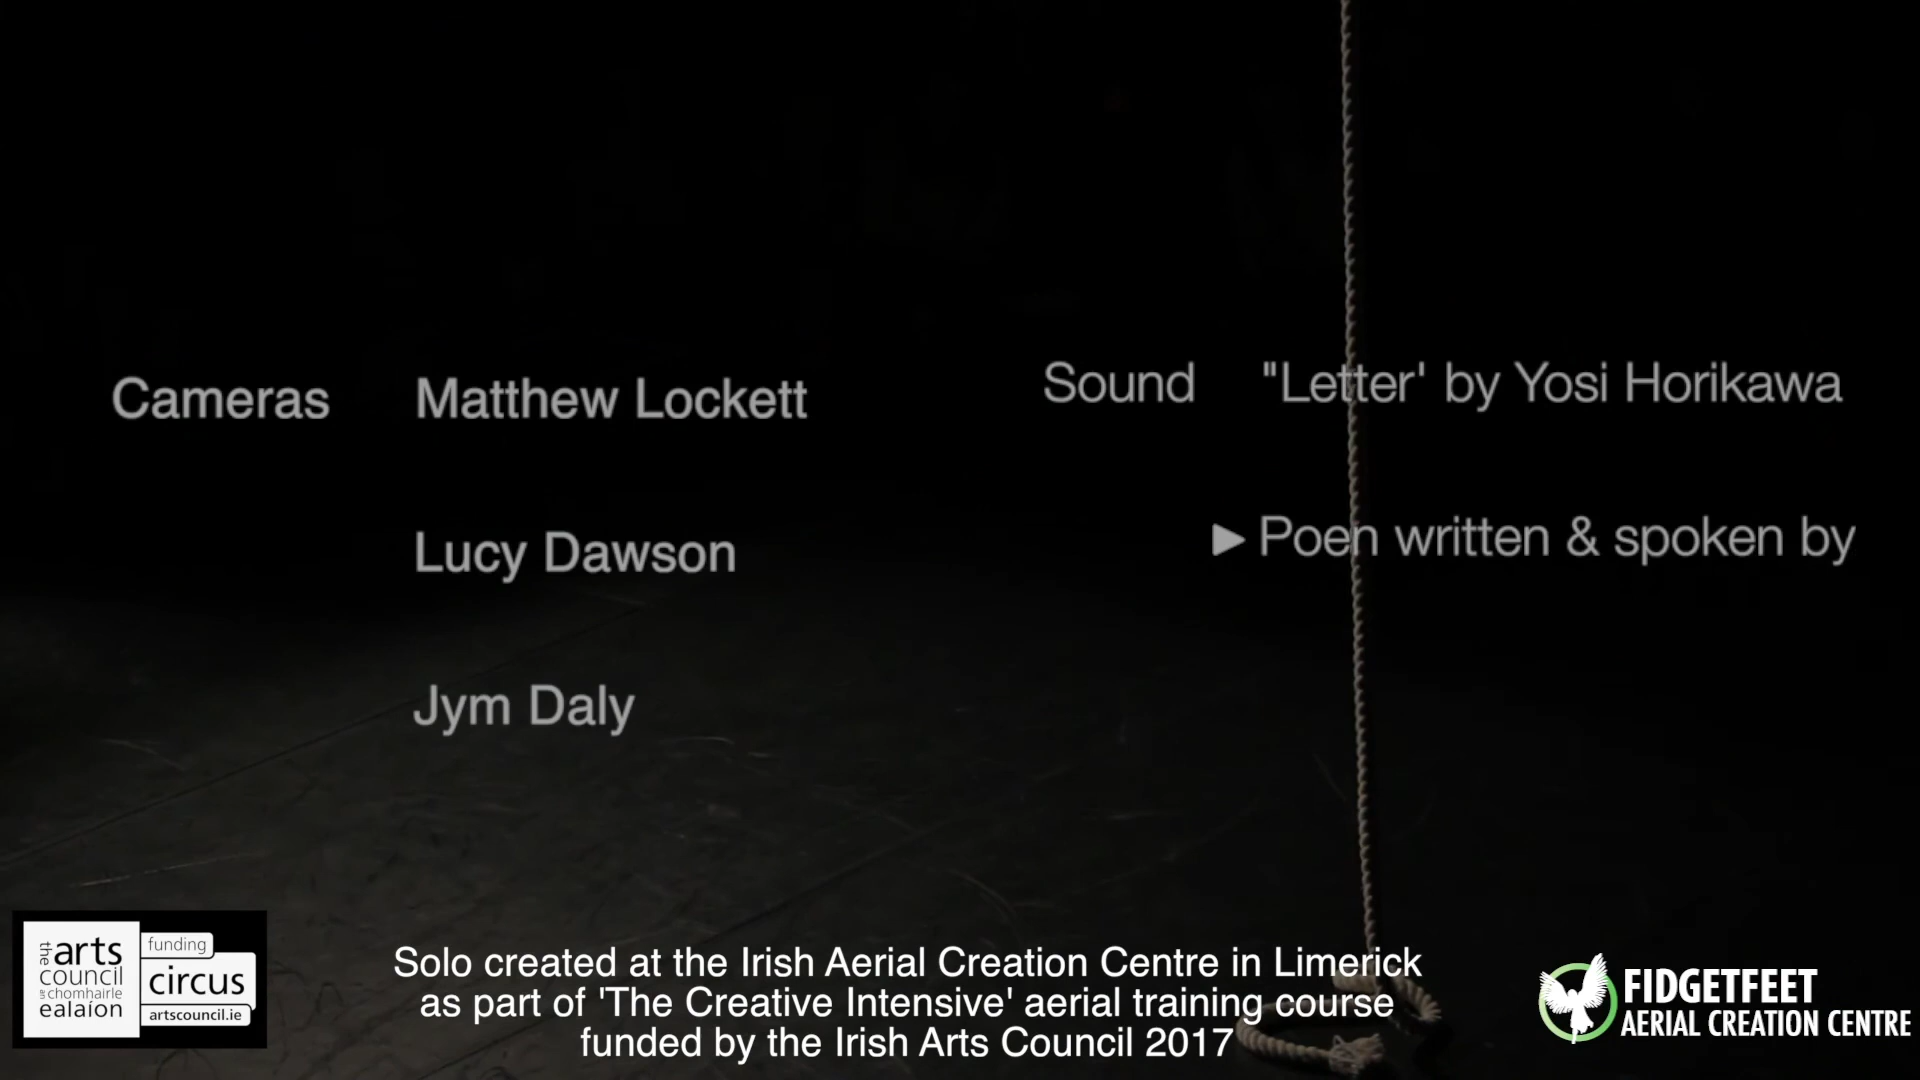 Cameras Matthew Lockett
Lucy Dawson
Jym Daly
Sound "Letter' by Yosi Horikawa
▶ Poen written & spoken by
the arts
council
an chomhairle
ealaíon
funding
circus
artscouncil.ie
Solo created at the Irish Aerial Creation Centre in Limerick
as part of 'The Creative Intensive' aerial training course
funded by the Irish Arts Council 2017
FIDGETFEET
AERIAL CREATION CENTRE